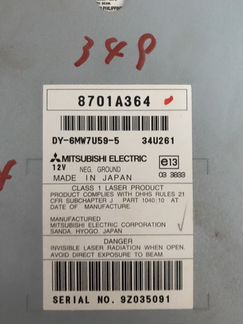 349
8701A364
DY-6MW7U59-5 34U261
MITSUBISHI ELECTRIC
12V NEG. GROUND
MADE IN JAPAN
e13
03 3893
CLASS 1 LASER PRODUCT
PRODUCT COMPLIES WITH DHHS RULES 21
CFR SUBCHAPTER J PART 1040.10 AT
DATE OF MANUFACTURE.
MANUFACTURED
MITSUBISHI ELECTRIC CORPORATION
SANDA, HYOGO, JAPAN
DANGER
INVISIBLE LASER RADIATION WHEN OPEN.
AVOID DIRECT EXPOSURE TO BEAM.
SERIAL NO. 9Z035091